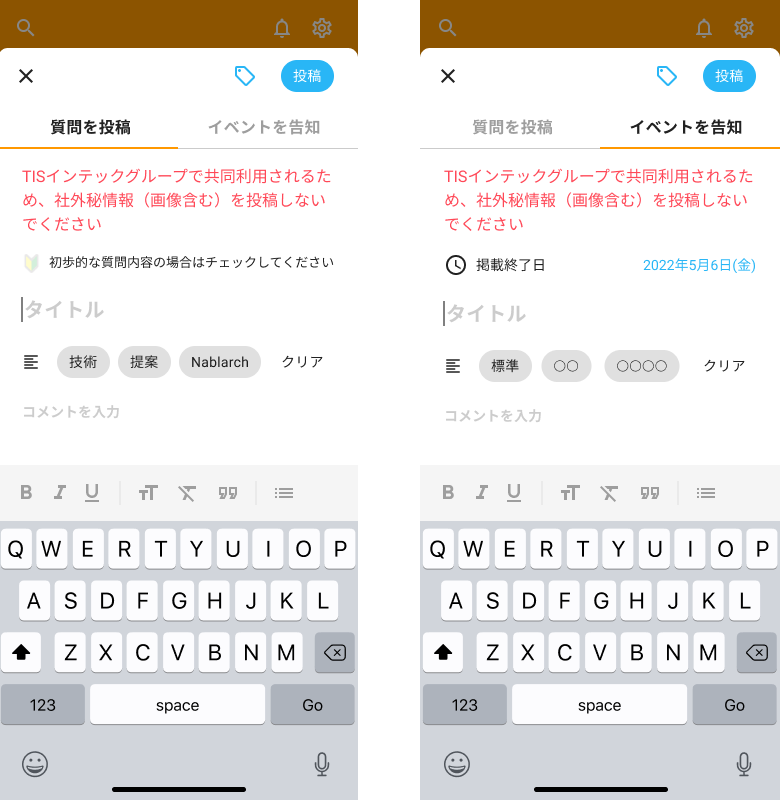 投稿
質問を投稿 イベントを告知
TISインテックグループで共同利用されるた
め、社外秘情報（画像含む）を投稿しない
でください
初歩的な質問内容の場合はチェックしてください
タイトル
技術 提案 Nablarch クリア
コメントを入力
B I U TT T
Q W E R T Y U I O P
A S D F G H J K L
Z X C V B N M
123 space Go
投稿
質問を投稿 イベントを告知
TISインテックグループで共同利用されるた
め、社外秘情報（画像含む）を投稿しない
でください
掲載終了日 2022年5月6日(金)
タイトル
標準 〇〇 〇〇〇〇 クリア
コメントを入力
B I U TT T
Q W E R T Y U I O P
A S D F G H J K L
Z X C V B N M
123 space Go